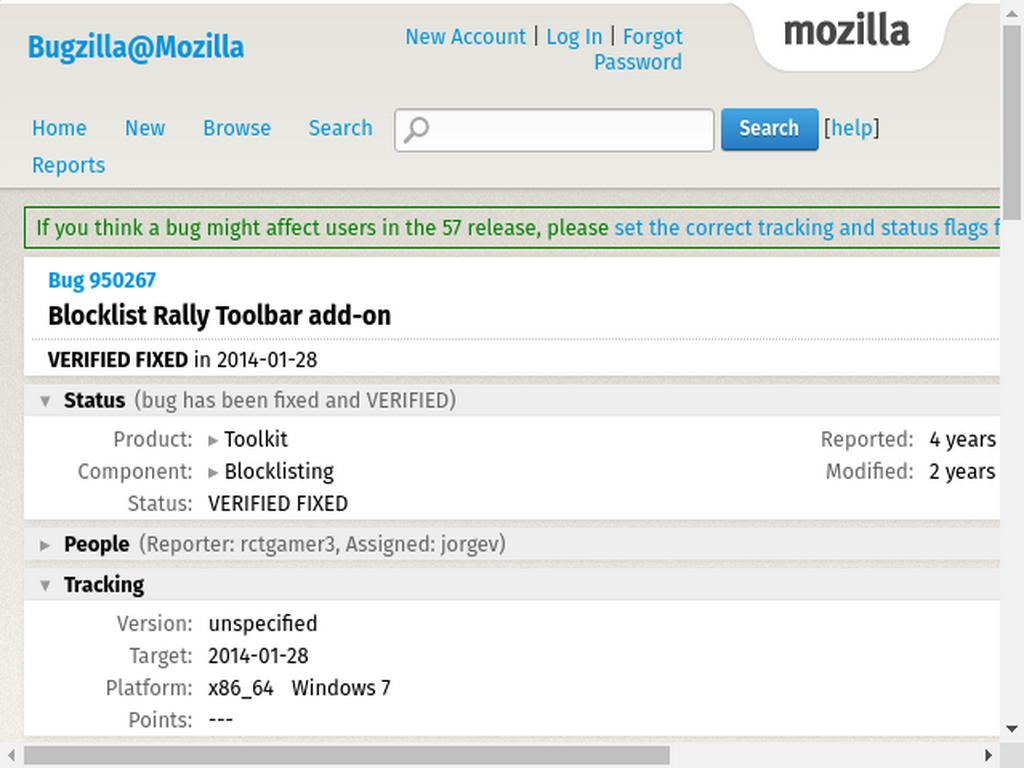 Bugzilla@Mozilla
New Account | Log In | Forgot
Password
mozilla
Home New Browse Search Search [help]
Reports
If you think a bug might affect users in the 57 release, please set the correct tracking and status flags f
Bug 950267
Blocklist Rally Toolbar add-on
VERIFIED FIXED in 2014-01-28
Status (bug has been fixed and VERIFIED)
Product: Toolkit Reported: 4 years
Component: Blocklisting Modified: 2 years
Status: VERIFIED FIXED
People (Reporter: rctgamer3, Assigned: jorgev)
Tracking
Version: unspecified
Target: 2014-01-28
Platform: x86_64 Windows 7
Points: ---